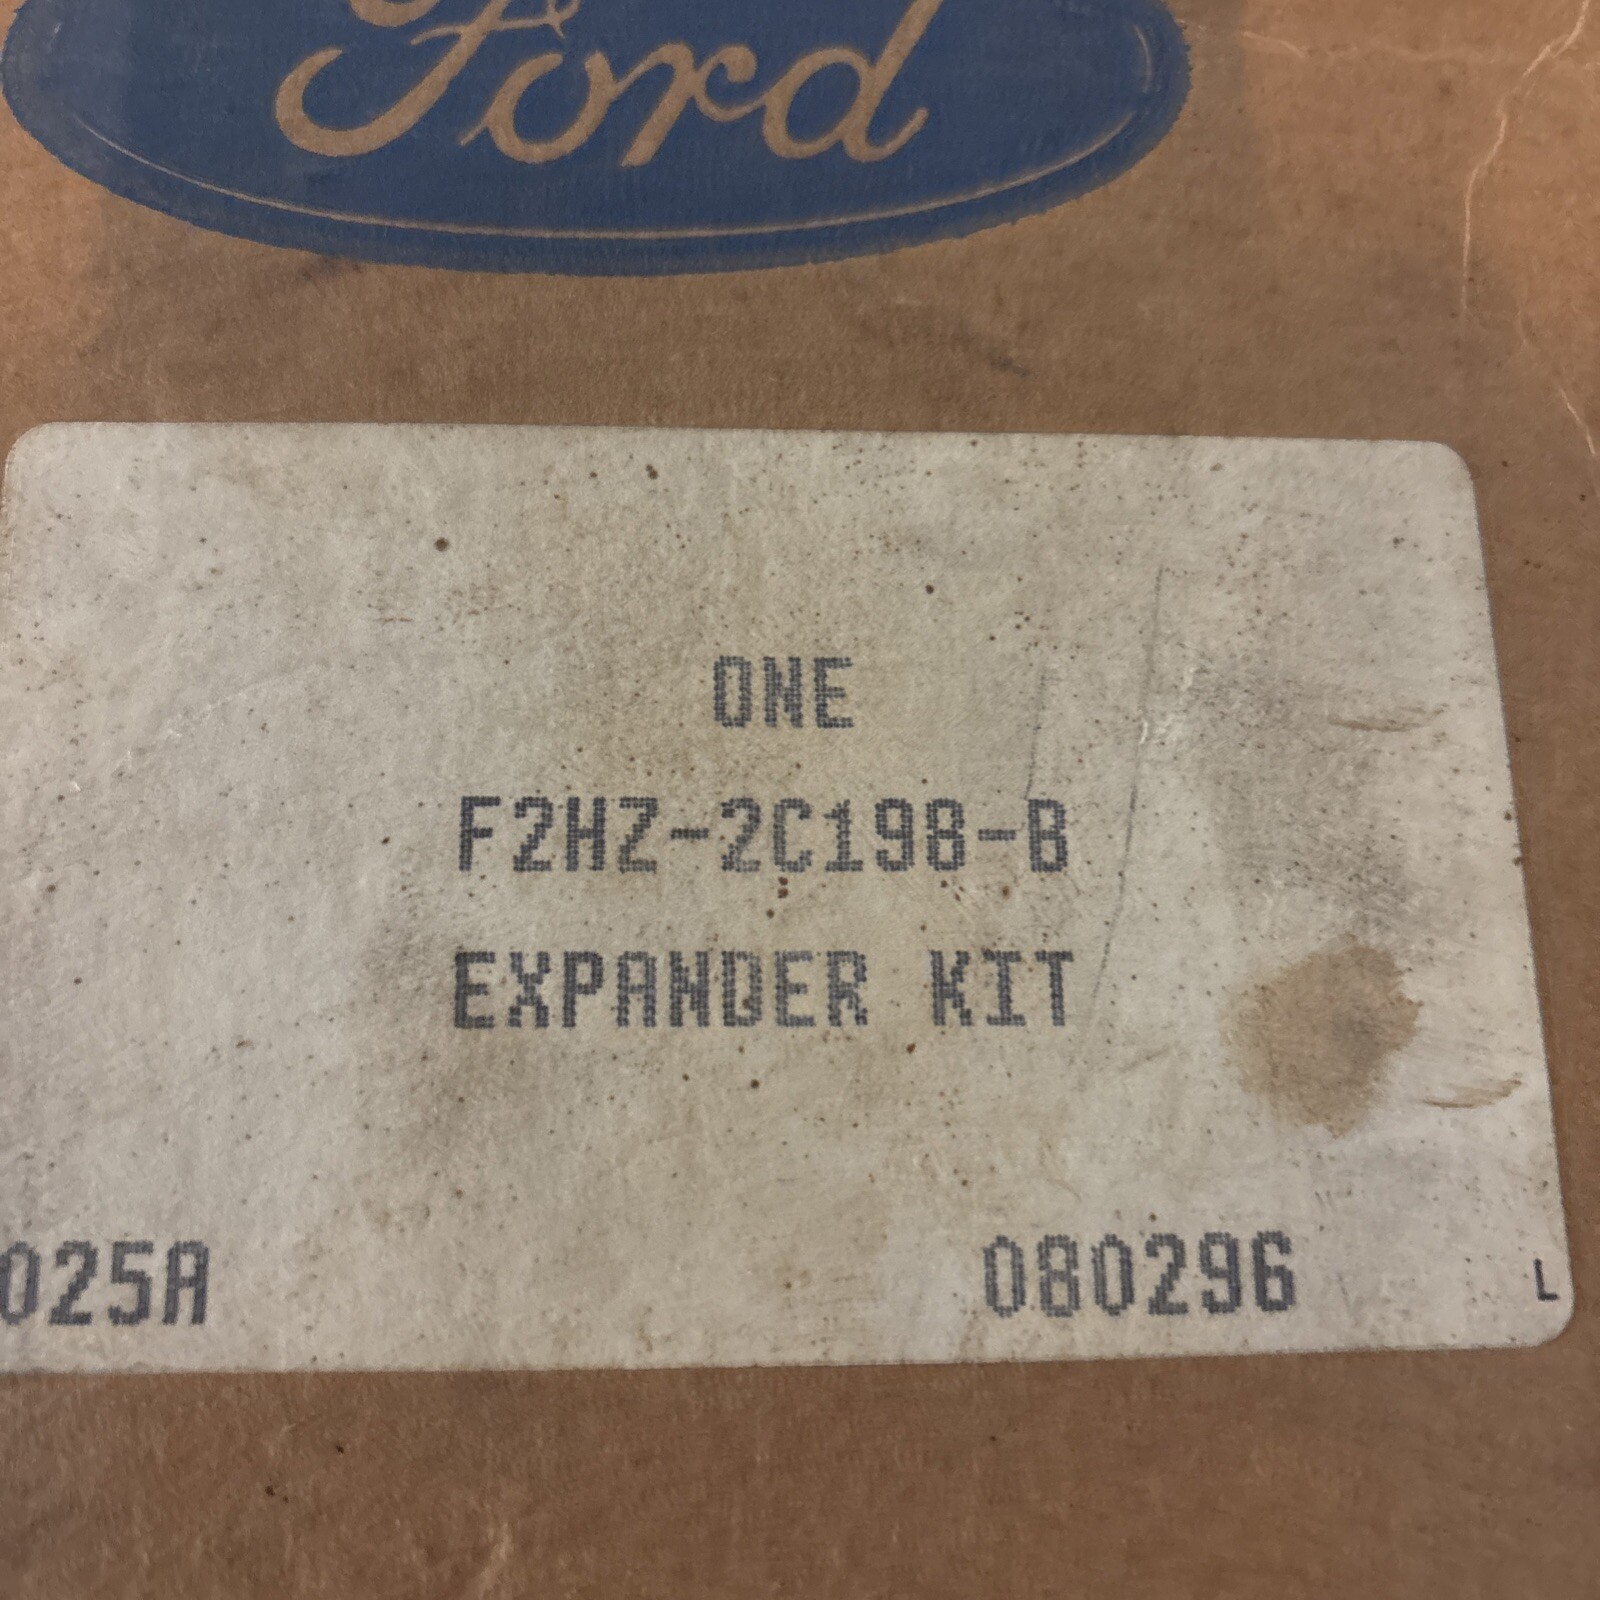 Ford
ONE
F2HZ-2C198-B
EXPANDER KIT
025A 080296 L